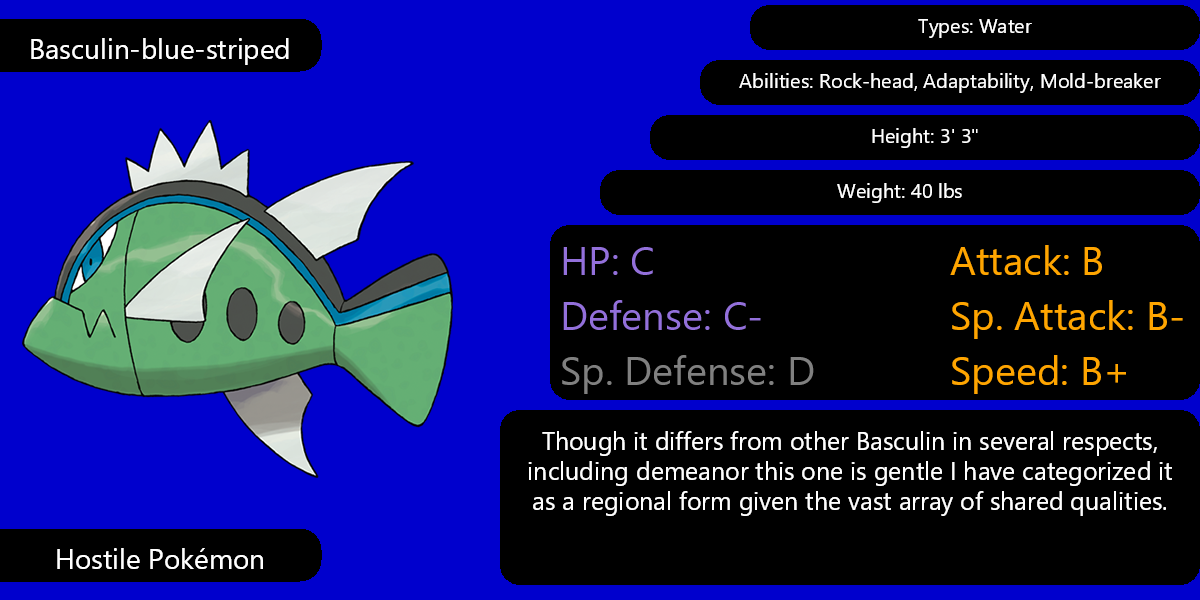 Basculin-blue-striped
Types: Water
Abilities: Rock-head, Adaptability, Mold-breaker
Height: 3' 3"
Weight: 40 lbs
HP: C
Attack: B
Defense: C-
Sp. Attack: B-
Sp. Defense: D
Speed: B+
Though it differs from other Basculin in several respects,
including demeanor this one is gentle I have categorized it
as a regional form given the vast array of shared qualities.
Hostile Pokémon